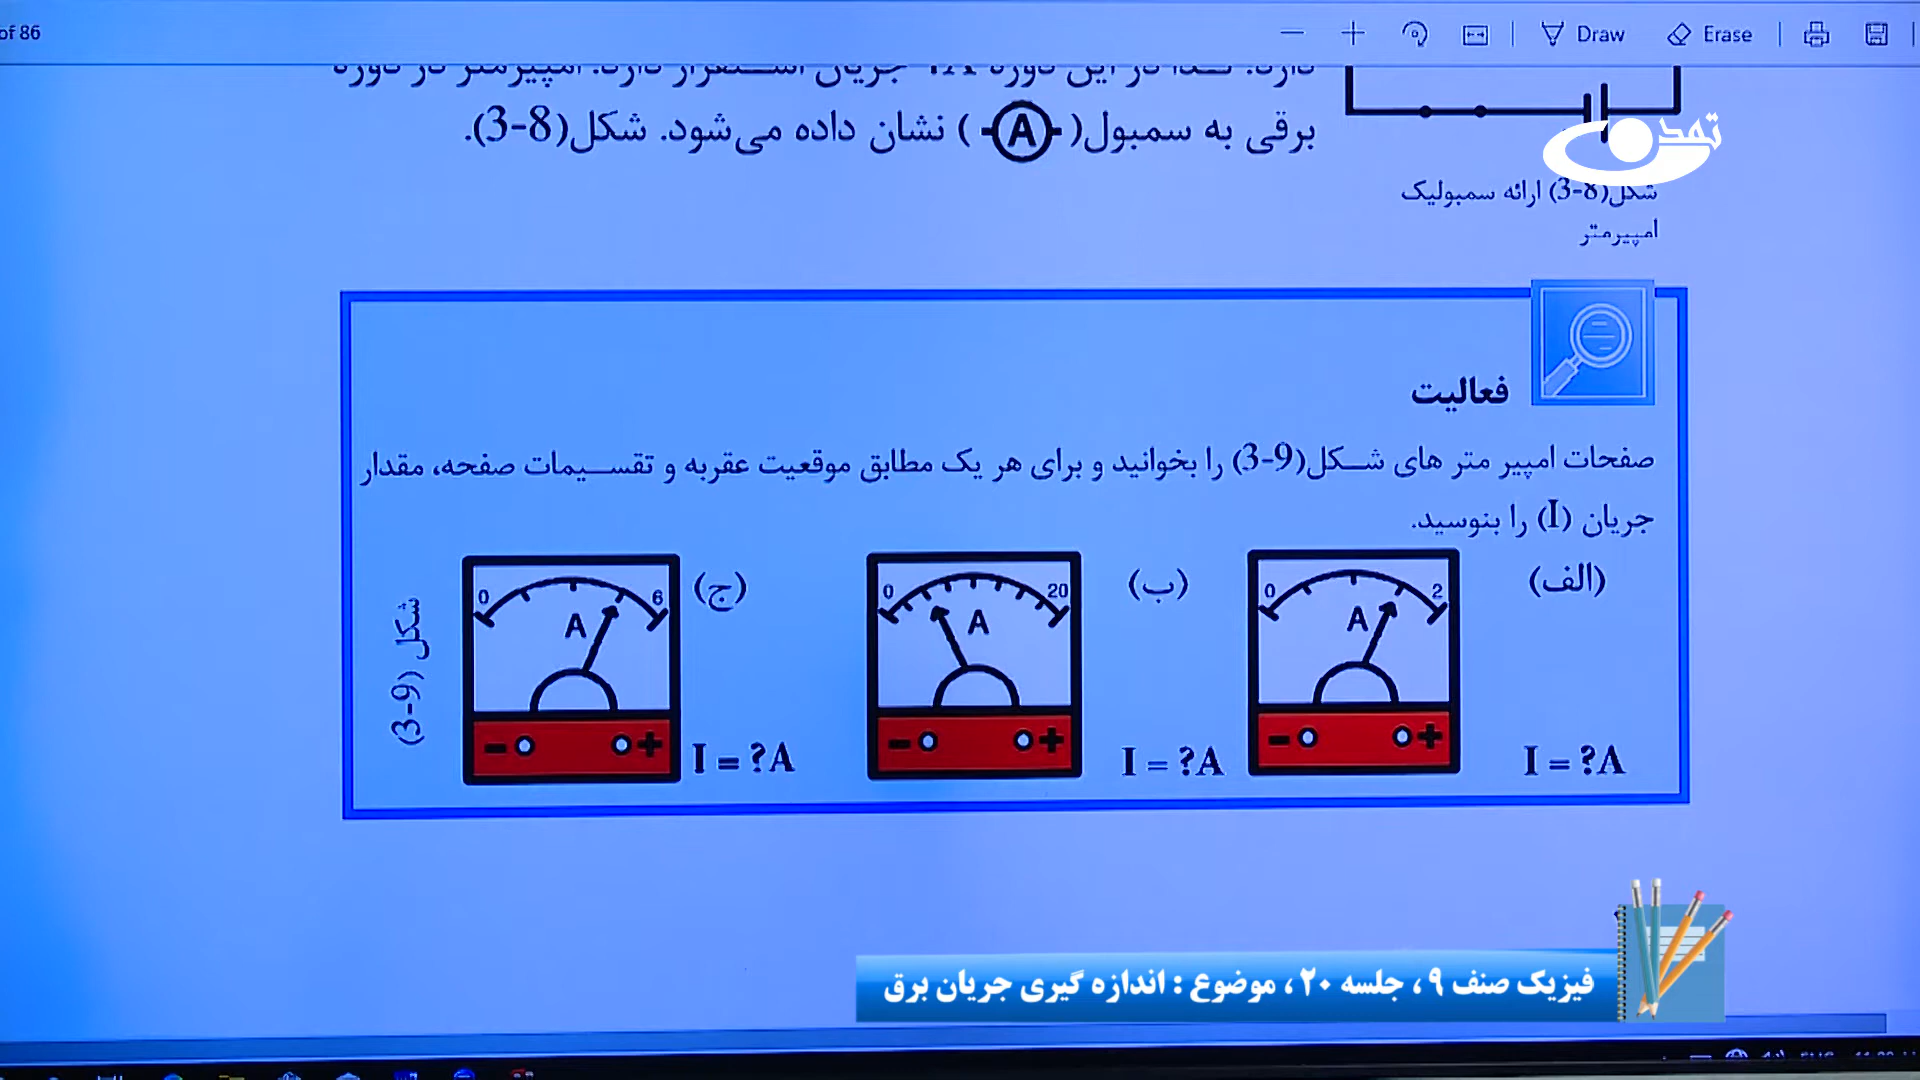 of 86
Draw
Erase
برقی به سمبول( A ) نشان داده می‌شود. شکل(8-3).
تمدن
شکل(8-3) ارائه سمبولیک
امپیرمتر
فعالیت
صفحات امپیر متر های شکل(9-3) را بخوانید و برای هر یک مطابق موقعیت عقربه و تقسیمات صفحه، مقدار
جریان (I) را بنوسید.
(الف)
0 2
A
- +
I = ?A
(ب)
0 20
A
- +
I = ?A
(ج)
0 6
A
- +
I = ?A
شکل (9-3)
فیزیک صنف ۹ ، جلسه ۲۰ ، موضوع : اندازه گیری جریان برق